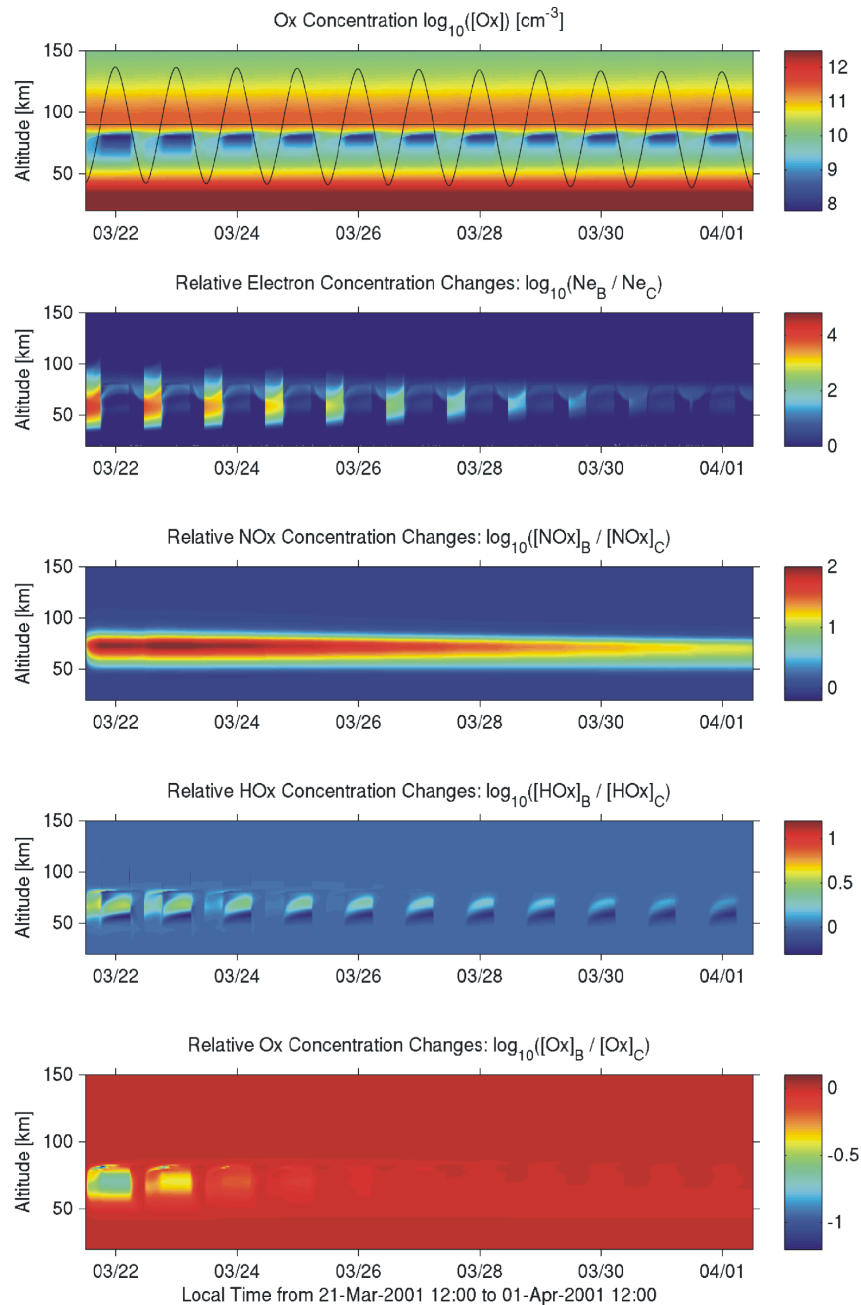 Ox Concentration log10([Ox]) [cm-3]
150
100
50
Altitude [km]
12
11
10
9
8
03/22 03/24 03/26 03/28 03/30 04/01
Relative Electron Concentration Changes: log10(NeB / NeC)
150
100
50
Altitude [km]
4
2
0
03/22 03/24 03/26 03/28 03/30 04/01
Relative NOx Concentration Changes: log10([NOx]B / [NOx]C)
150
100
50
Altitude [km]
2
1
0
03/22 03/24 03/26 03/28 03/30 04/01
Relative HOx Concentration Changes: log10([HOx]B / [HOx]C)
150
100
50
Altitude [km]
1
0
03/22 03/24 03/26 03/28 03/30 04/01
Relative Ox Concentration Changes: log10([Ox]B / [Ox]C)
150
100
50
Altitude [km]
0
-0.5
-1
03/22 03/24 03/26 03/28 03/30 04/01
Local Time from 21-Mar-2001 12:00 to 01-Apr-2001 12:00